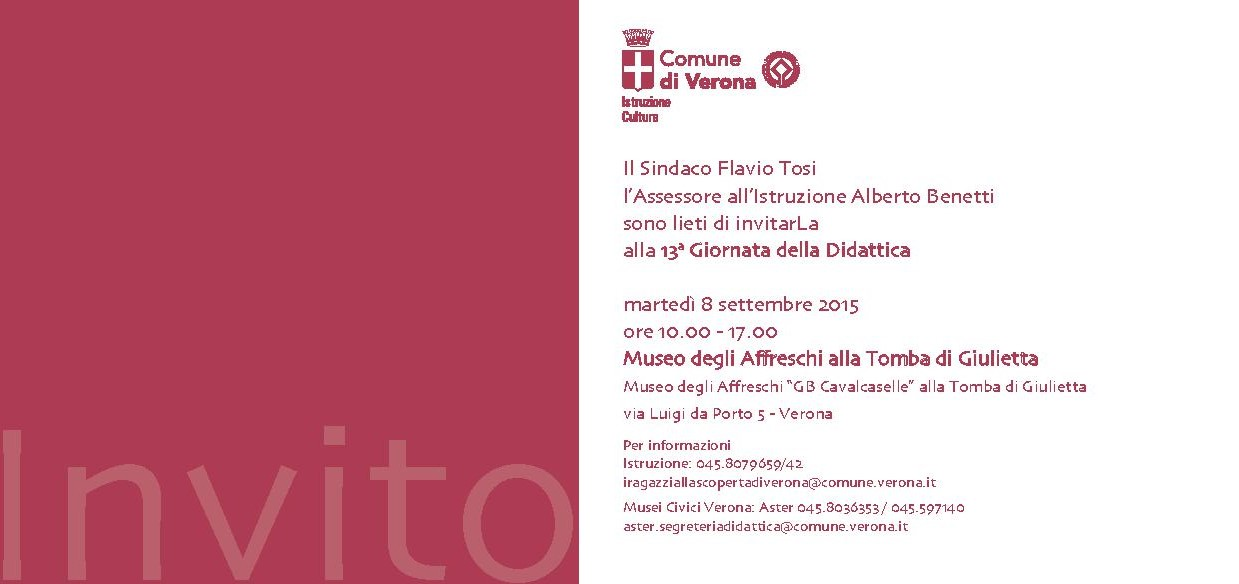 Invito
Comune
di Verona
Istruzione
Cultura
Il Sindaco Flavio Tosi
l'Assessore all'Istruzione Alberto Benetti
sono lieti di invitarLa
alla 13ª Giornata della Didattica
martedì 8 settembre 2015
ore 10.00 - 17.00
Museo degli Affreschi alla Tomba di Giulietta
Museo degli Affreschi "GB Cavalcaselle" alla Tomba di Giulietta
via Luigi da Porto 5 - Verona
Per informazioni
Istruzione: 045.8079659/42
iragazziallascopertadiverona@comune.verona.it
Musei Civici Verona: Aster 045.8036353 / 045.597140
aster.segreteriadidattica@comune.verona.it